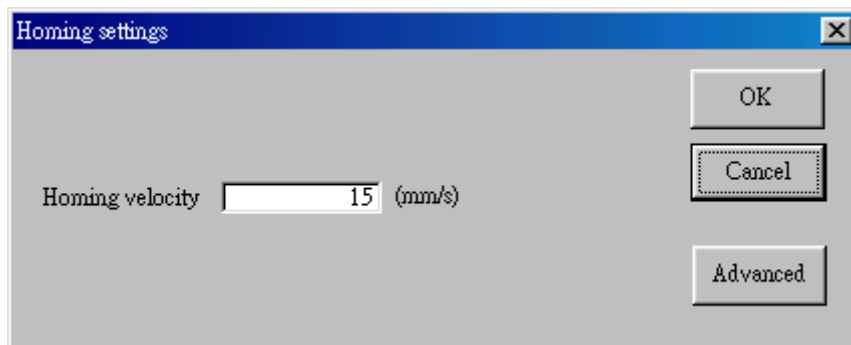 Homing settings
OK
Cancel
Homing velocity 15 (mm/s)
Advanced